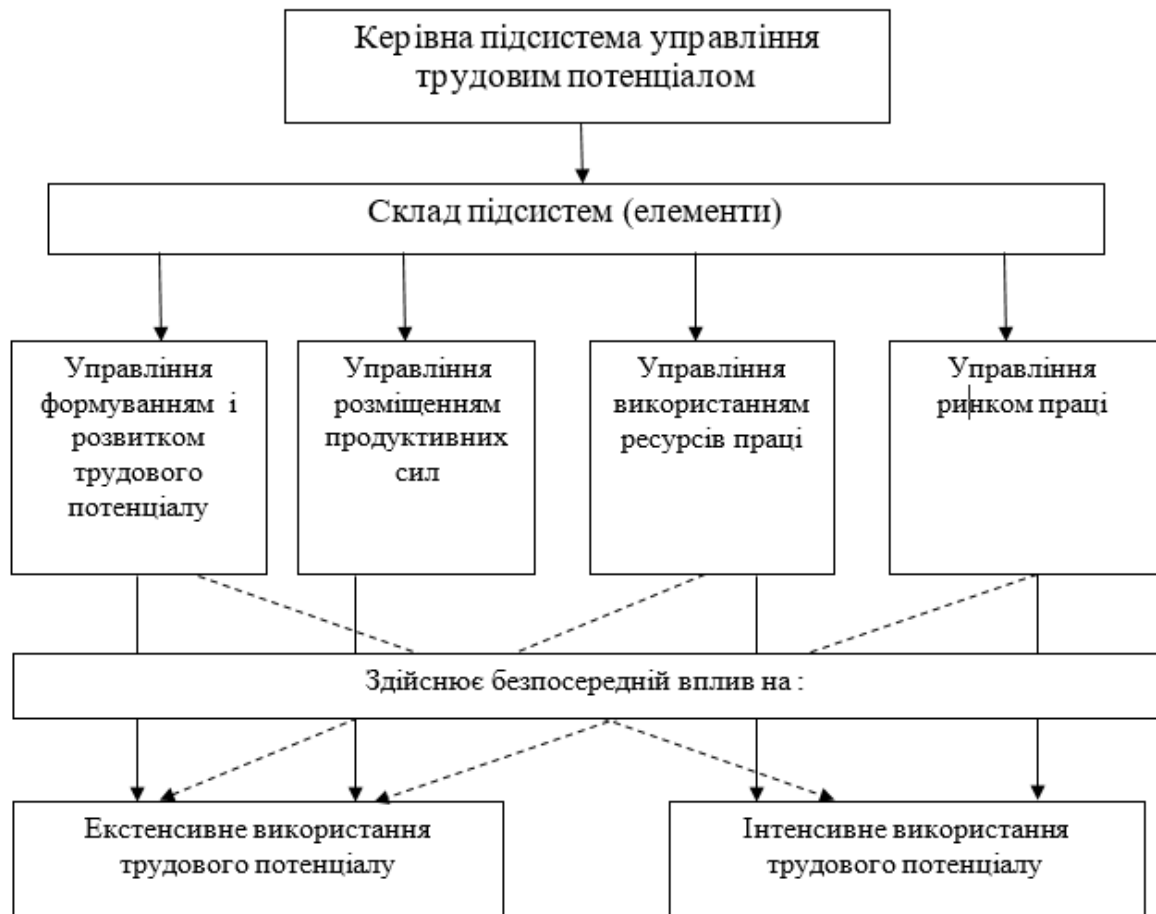 Керівна підсистема управління
трудовим потенціалом
Склад підсистем (елементи)
Управління
формуванням і
розвитком
трудового
потенціалу
Управління
розміщенням
продуктивних
сил
Управління
використанням
ресурсів праці
Управління
ринком праці
Здійснює безпосередній вплив на :
Екстенсивне використання
трудового потенціалу
Інтенсивне використання
трудового потенціалу